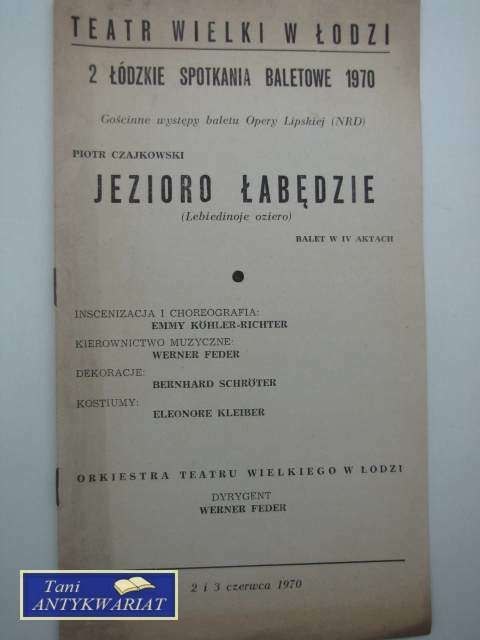 TEATR WIELKI W ŁODZI
2 ŁÓDZKIE SPOTKANIA BALETOWE 1970
Gościnne występy baletu Opery Lipskiej (NRD)
PIOTR CZAJKOWSKI
JEZIORO ŁABĘDZIE
(Lebiedinoje oziero)
BALET W IV AKTACH
INSCENIZACJA I CHOREOGRAFIA:
EMMY KÖHLER-RICHTER
KIEROWNICTWO MUZYCZNE:
WERNER FEDER
DEKORACJE:
BERNHARD SCHRÖTER
KOSTIUMY:
ELEONORE KLEIBER
ORKIESTRA TEATRU WIELKIEGO W ŁODZI
DYRYGENT
WERNER FEDER
2 i 3 czerwca 1970
Tani
ANTYKWARIAT